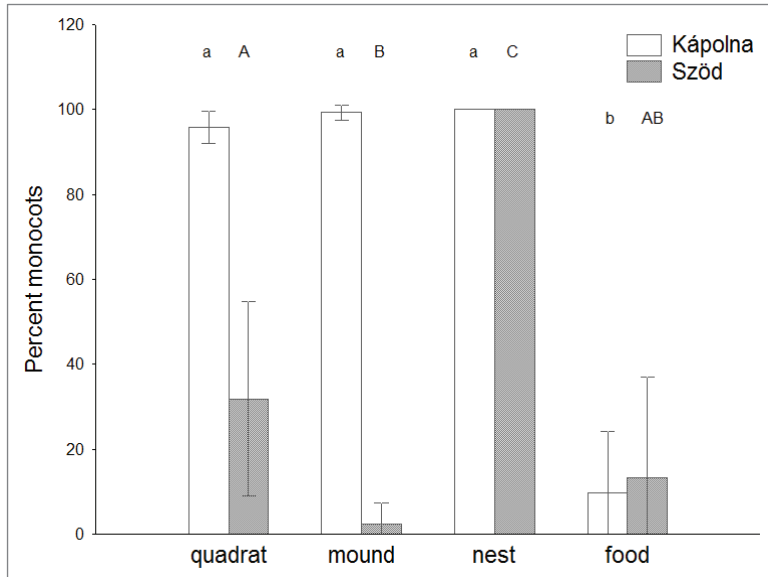 120
100
80
60
40
20
0
Percent monocots
a A a B a C b AB
Kápolna
Szöd
quadrat mound nest food